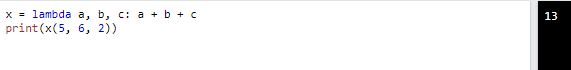 x = lambda a, b, c: a + b + c
print(x(5, 6, 2))
13